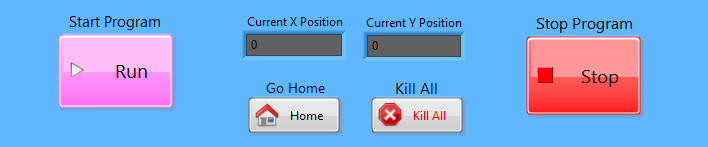 Start Program
Run
Current X Position
0
Current Y Position
0
Go Home
Home
Kill All
Kill All
Stop Program
Stop